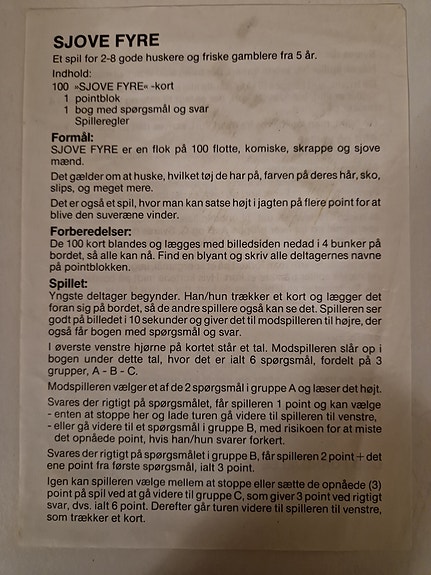 SJOVE FYRE
Et spil for 2-8 gode huskere og friske gamblere fra 5 år.
Indhold:
100 »SJOVE FYRE« -kort
1 pointblok
1 bog med spørgsmål og svar
Spilleregler
Formål:
SJOVE FYRE er en flok på 100 flotte, komiske, skrappe og sjove
mænd.
Det gælder om at huske, hvilket tøj de har på, farven på deres hår, sko,
slips, og meget mere.
Det er også et spil, hvor man kan satse højt i jagten på flere point for at
blive den suveræne vinder.
Forberedelser:
De 100 kort blandes og lægges med billedsiden nedad i 4 bunker på
bordet, så alle kan nå. Find en blyant og skriv alle deltagernes navne
på pointblokken.
Spillet:
Yngste deltager begynder. Han/hun trækker et kort og lægger det
foran sig på bordet, så de andre spillere også kan se det. Spilleren ser
godt på billedet i 10 sekunder og giver det til modspilleren til højre, der
også får bogen med spørgsmål og svar.
I øverste venstre hjørne på kortet står et tal. Modspilleren slår op i
bogen under dette tal, hvor det er ialt 6 spørgsmål, fordelt på 3
grupper, A - B - C.
Modspilleren vælger et af de 2 spørgsmål i gruppe A og læser det højt.
Svares der rigtigt på spørgsmålet, får spilleren 1 point og kan vælge
- enten at stoppe her og lade turen gå videre til spilleren til venstre,
- eller gå videre til et spørgsmål i gruppe B, med risikoen for at miste
det opnåede point, hvis han/hun svarer forkert.
Svares der rigtigt på spørgsmålet i gruppe B, får spilleren 2 point + det
ene point fra første spørgsmål, ialt 3 point.
Igen kan spilleren vælge mellem at stoppe eller sætte de opnåede (3)
point på spil ved at gå videre til gruppe C, som giver 3 point ved rigtigt
svar, dvs. ialt 6 point. Derefter går turen videre til spilleren til venstre,
som trækker et kort.